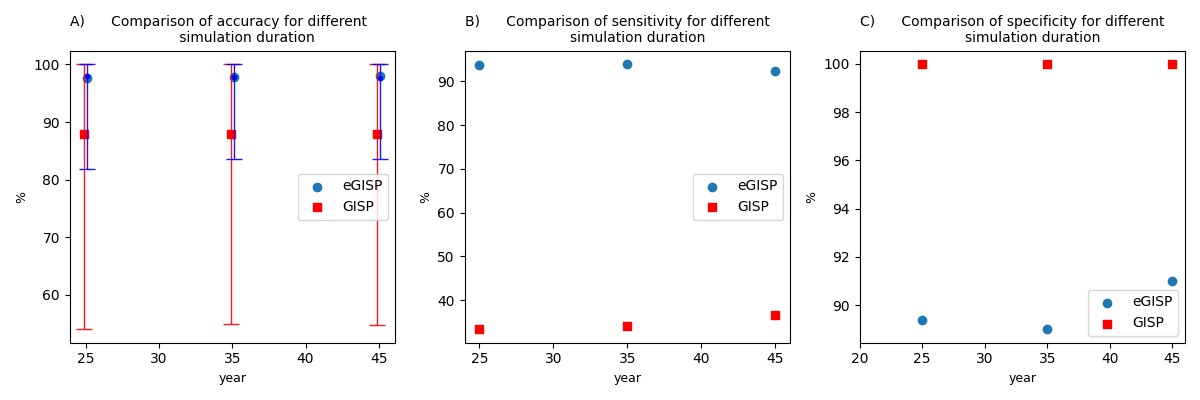 A) Comparison of accuracy for different
simulation duration
100
90
80
70
60
%
25 30 35 40 45
year
eGISP
GISP
B) Comparison of sensitivity for different
simulation duration
90
80
70
60
50
40
%
25 30 35 40 45
year
eGISP
GISP
C) Comparison of specificity for different
simulation duration
100
98
96
94
92
90
%
20 25 30 35 40 45
year
eGISP
GISP